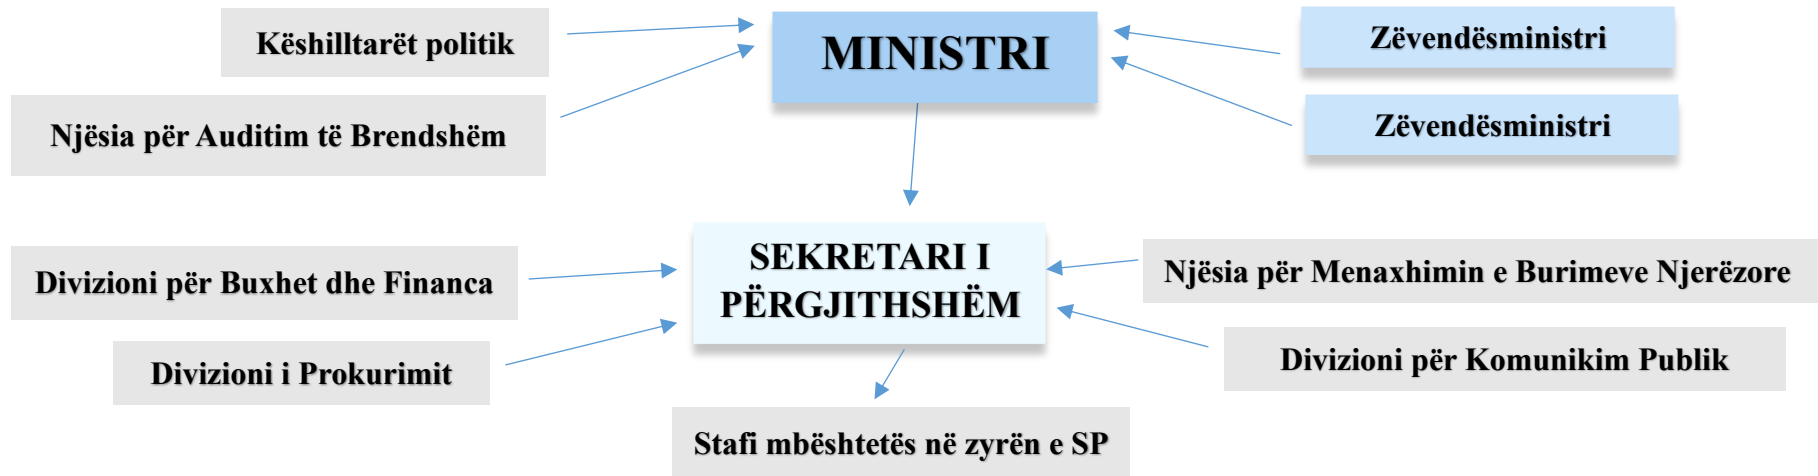 Këshilltarët politik
MINISTRI
Zëvendësministri
Njësia për Auditim të Brendshëm
Zëvendësministri
Divizioni për Buxhet dhe Financa
SEKRETARI I
PËRGJITHSHËM
Njësia për Menaxhimin e Burimeve Njerëzore
Divizioni i Prokurimit
Divizioni për Komunikim Publik
Stafi mbështetës në zyrën e SP